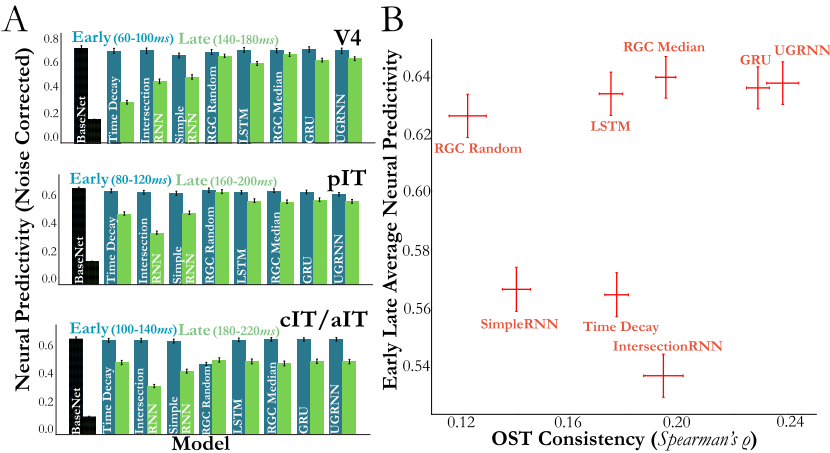 A
Neural Predictivity (Noise Corrected)
V4
Early (60-100ms) Late (140-180ms)
0.8
0.6
0.4
0.2
0.0
BaseNet
Time Decay
Intersection
RNN
Simple
RNN
RGC Random
LSTM
RGC Median
GRU
UGRNN
pIT
Early (80-120ms) Late (160-200ms)
0.6
0.4
0.2
0.0
BaseNet
Time Decay
Intersection
RNN
Simple
RNN
RGC Random
LSTM
RGC Median
GRU
UGRNN
cIT/aIT
Early (100-140ms) Late (180-220ms)
0.6
0.4
0.2
0.0
BaseNet
Time Decay
Intersection
RNN
Simple
RNN
RGC Random
LSTM
RGC Median
GRU
UGRNN
Model
B
Early Late Average Neural Predictivity
0.64
0.62
0.60
0.58
0.56
0.54
RGC Median
UGRNN
GRU
LSTM
RGC Random
SimpleRNN
Time Decay
IntersectionRNN
0.12
0.16
0.20
0.24
OST Consistency (Spearman's ϱ)